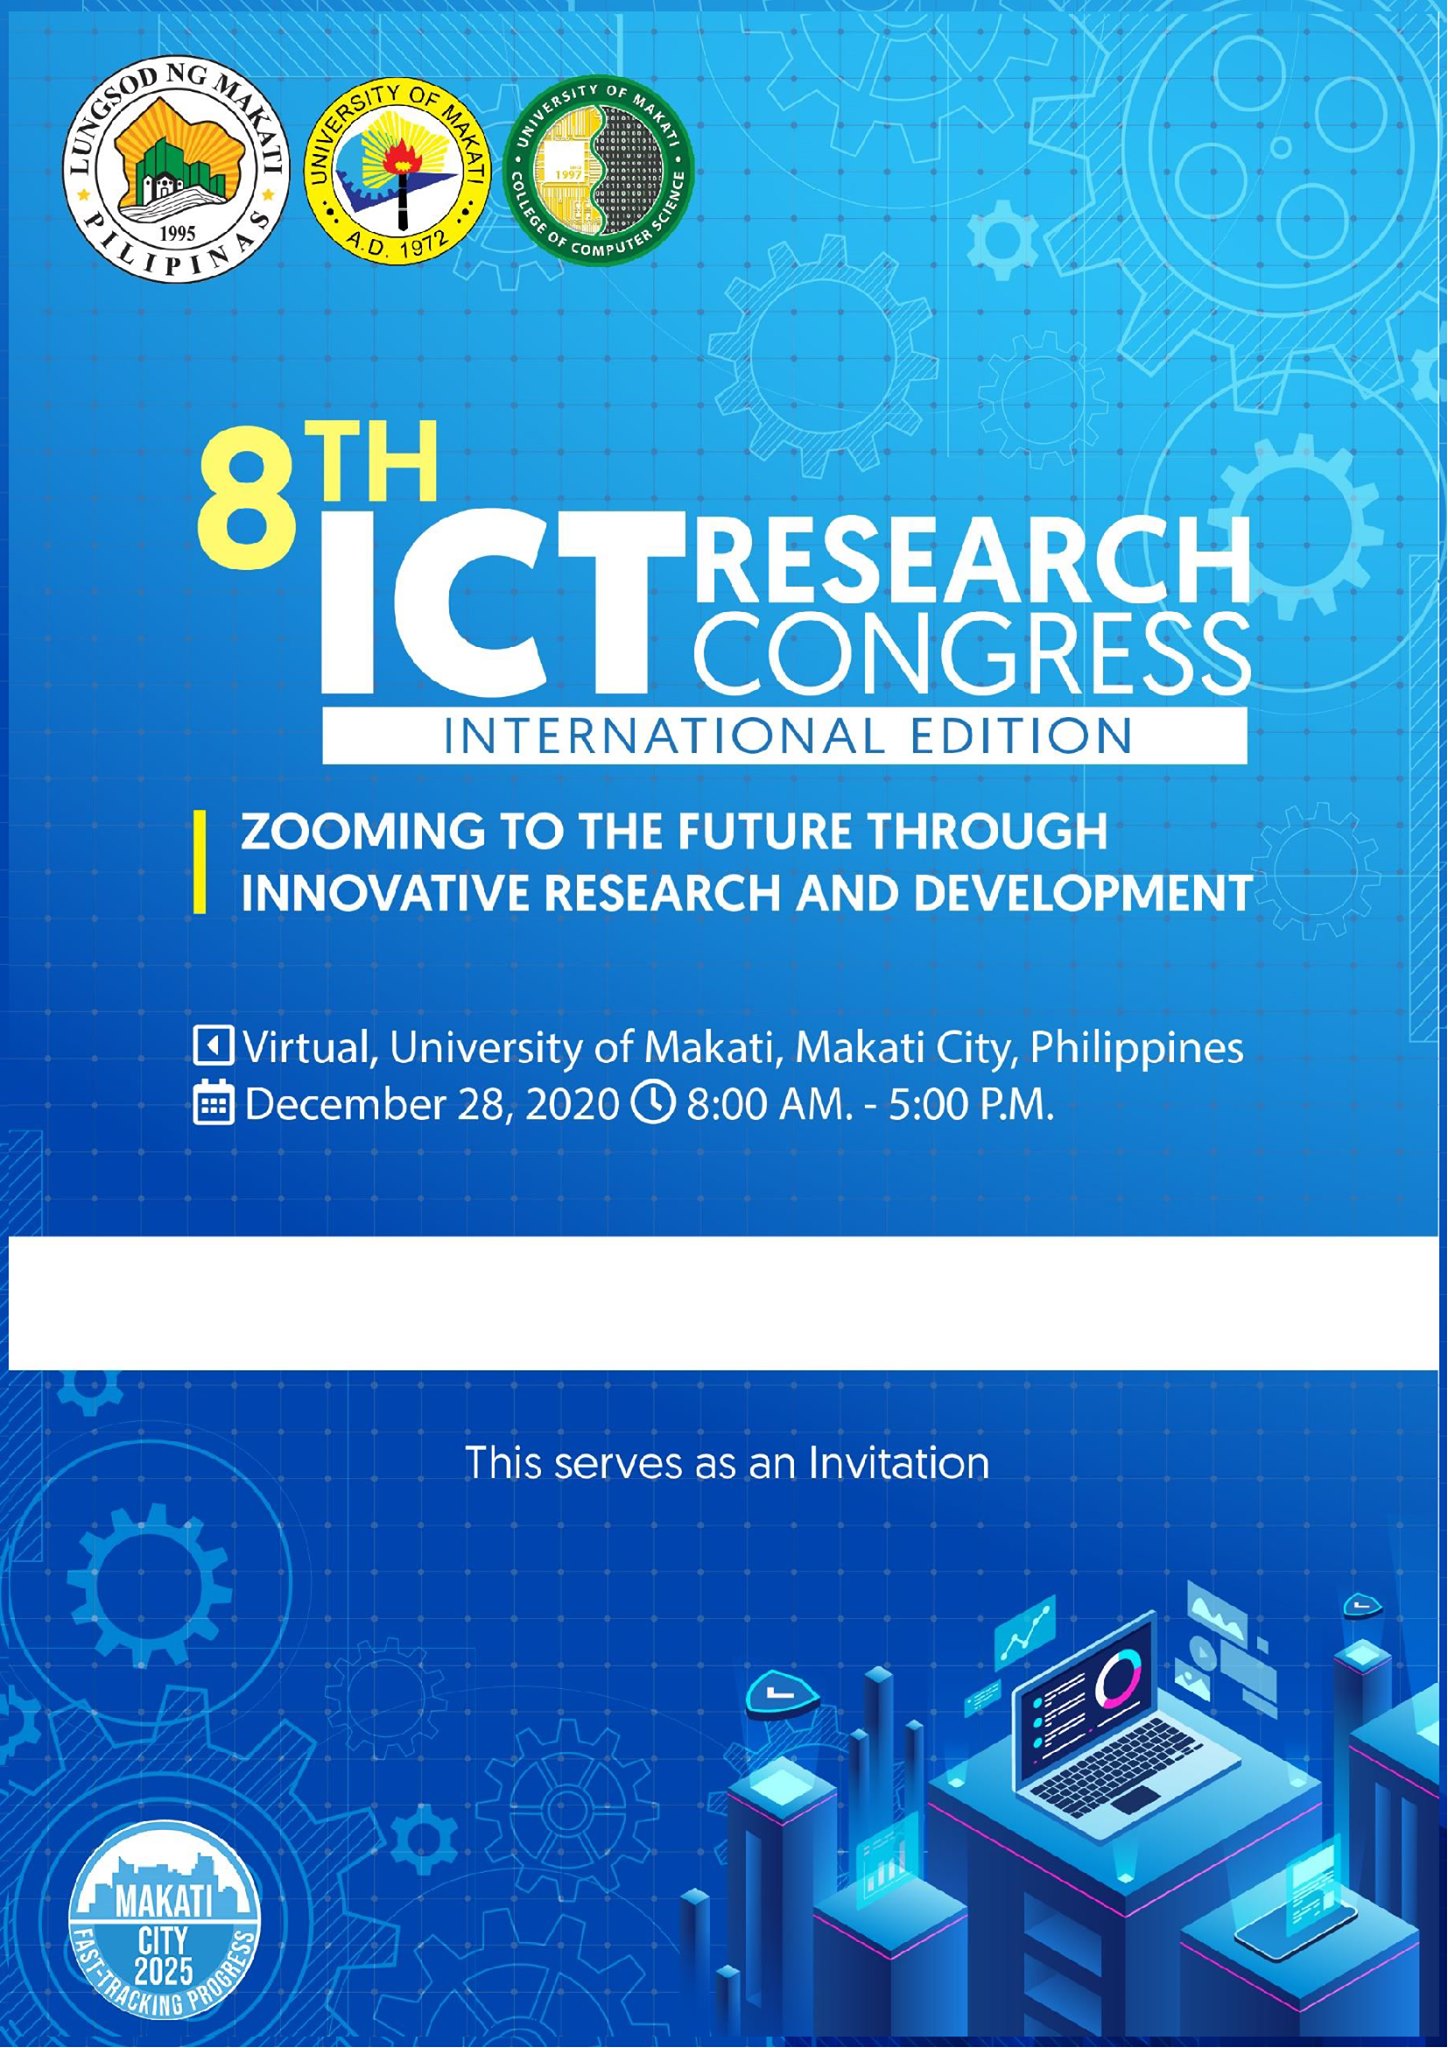 LUNGSOD NG MAKATI
1995
PILIPINAS
UNIVERSITY OF MAKATI
A.D. 1972
UNIVERSITY OF MAKATI
1997
COLLEGE OF COMPUTER SCIENCE
8TH
ICT RESEARCH
CONGRESS
INTERNATIONAL EDITION
ZOOMING TO THE FUTURE THROUGH
INNOVATIVE RESEARCH AND DEVELOPMENT
Virtual, University of Makati, Makati City, Philippines
December 28, 2020 8:00 AM. - 5:00 P.M.
This serves as an Invitation
MAKATI
CITY
2025
FAST-TRACKING PROGRESS